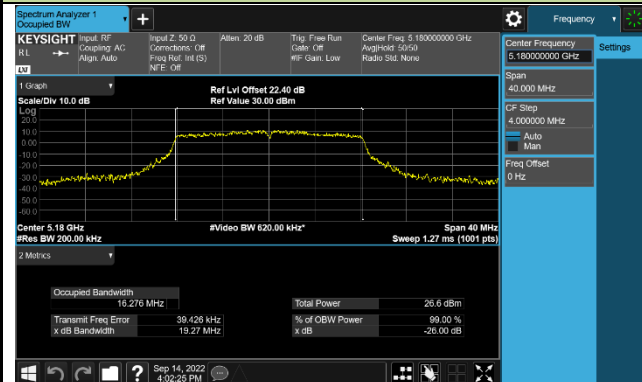 Spectrum Analyzer 1
Occupied BW
Frequency
KEYSIGHT
RL
LXI
Input: RF
Coupling: AC
Align: Auto
Input Z: 50 Ω
Corrections: Off
Freq Ref: Int (S)
NFE: Off
Atten: 20 dB
Trig: Free Run
Gate: Off
#IF Gain: Low
Center Freq: 5.180000000 GHz
Avg|Hold: 50/50
Radio Std: None
Center Frequency
5.180000000 GHz
Settings
Span
40.000 MHz
CF Step
4.000000 MHz
Auto
Man
Freq Offset
0 Hz
1 Graph
Scale/Div 10.0 dB
Ref Lvl Offset 22.40 dB
Ref Value 30.00 dBm
Log
20.0
10.0
0.00
-10.0
-20.0
-30.0
-40.0
-50.0
-60.0
Center 5.18 GHz
#Res BW 200.00 kHz
#Video BW 620.00 kHz*
Span 40 MHz
Sweep 1.27 ms (1001 pts)
2 Metrics
Occupied Bandwidth
16.276 MHz
Total Power 26.6 dBm
Transmit Freq Error 39.426 kHz
% of OBW Power 99.00 %
x dB Bandwidth 19.27 MHz
x dB -26.00 dB
Sep 14, 2022
4:02:25 PM